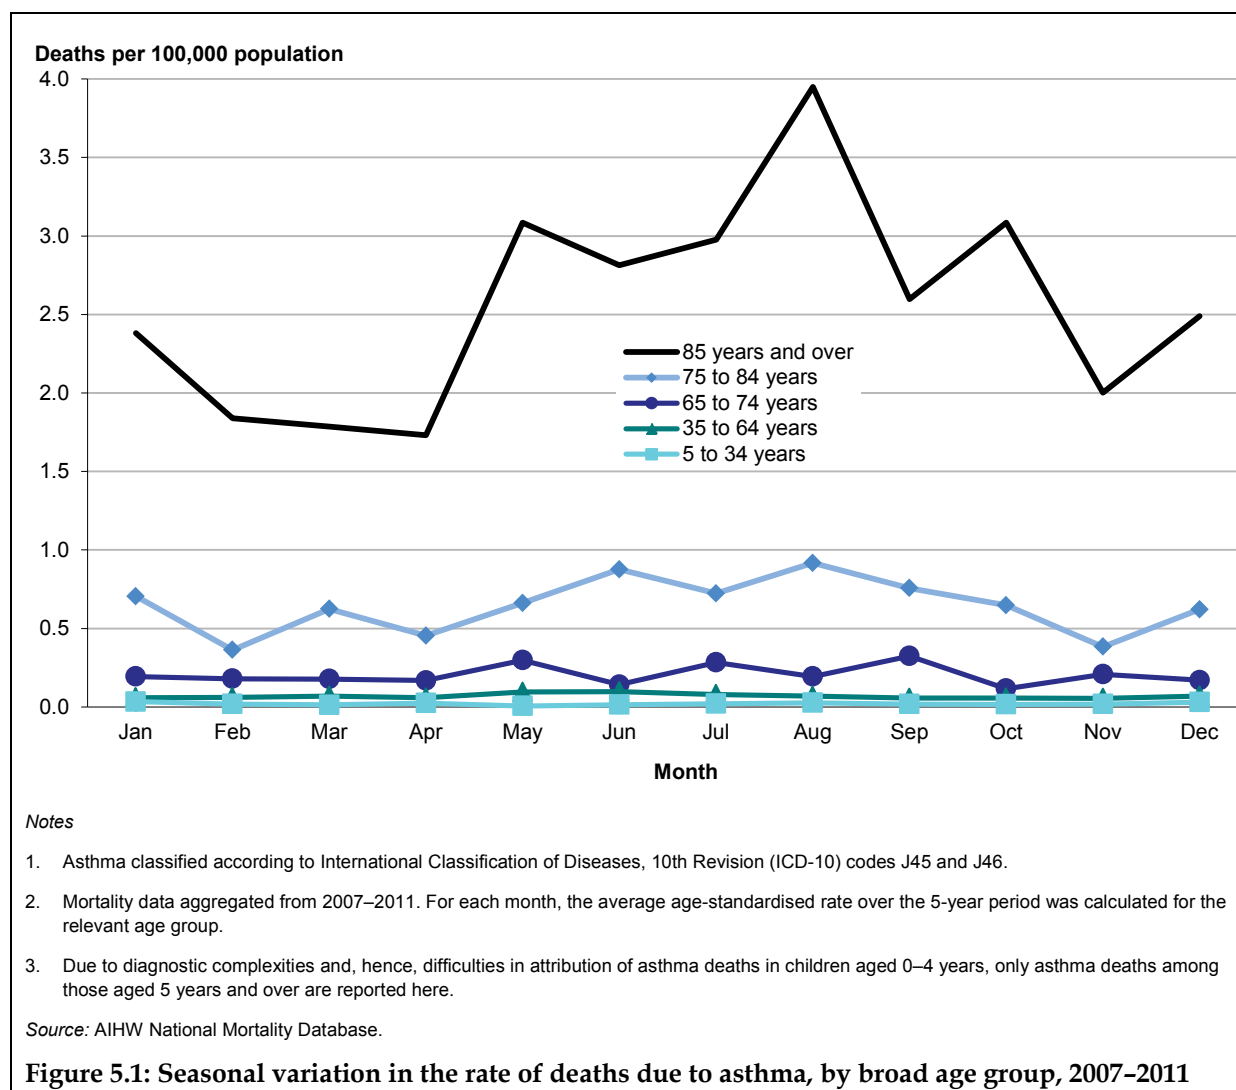 Deaths per 100,000 population
4.0
3.5
3.0
2.5
2.0
1.5
1.0
0.5
0.0
85 years and over
75 to 84 years
65 to 74 years
35 to 64 years
5 to 34 years
Jan Feb Mar Apr May Jun Jul Aug Sep Oct Nov Dec
Month
Notes
1. Asthma classified according to International Classification of Diseases, 10th Revision (ICD-10) codes J45 and J46.
2. Mortality data aggregated from 2007–2011. For each month, the average age-standardised rate over the 5-year period was calculated for the
relevant age group.
3. Due to diagnostic complexities and, hence, difficulties in attribution of asthma deaths in children aged 0–4 years, only asthma deaths among
those aged 5 years and over are reported here.
Source: AIHW National Mortality Database.
Figure 5.1: Seasonal variation in the rate of deaths due to asthma, by broad age group, 2007–2011